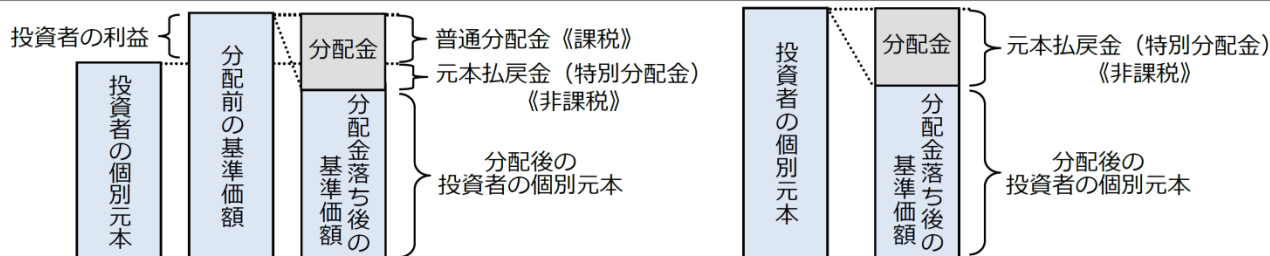 投資者の利益
投資者の個別元本
分配前の基準価額
分配金
分配金落ち後の
基準価額
普通分配金《課税》
元本払戻金（特別分配金）
《非課税》
分配後の
投資者の個別元本
投資者の個別元本
分配金
分配金落ち後の
基準価額
元本払戻金（特別分配金）
《非課税》
分配後の
投資者の個別元本